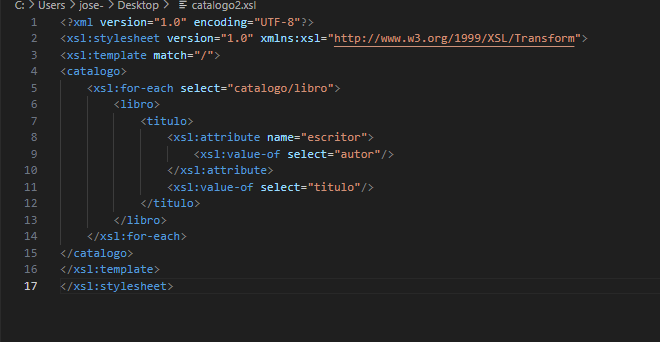 C: > Users > jose- > Desktop > catalogo2.xsl
1 <?xml version="1.0" encoding="UTF-8"?>
2 <xsl:stylesheet version="1.0" xmlns:xsl="http://www.w3.org/1999/XSL/Transform">
3 <xsl:template match="/">
4 <catalogo>
5     <xsl:for-each select="catalogo/libro">
6         <libro>
7             <titulo>
8                 <xsl:attribute name="escritor">
9                     <xsl:value-of select="autor"/>
10                 </xsl:attribute>
11                 <xsl:value-of select="titulo"/>
12             </titulo>
13         </libro>
14     </xsl:for-each>
15 </catalogo>
16 </xsl:template>
17 </xsl:stylesheet>